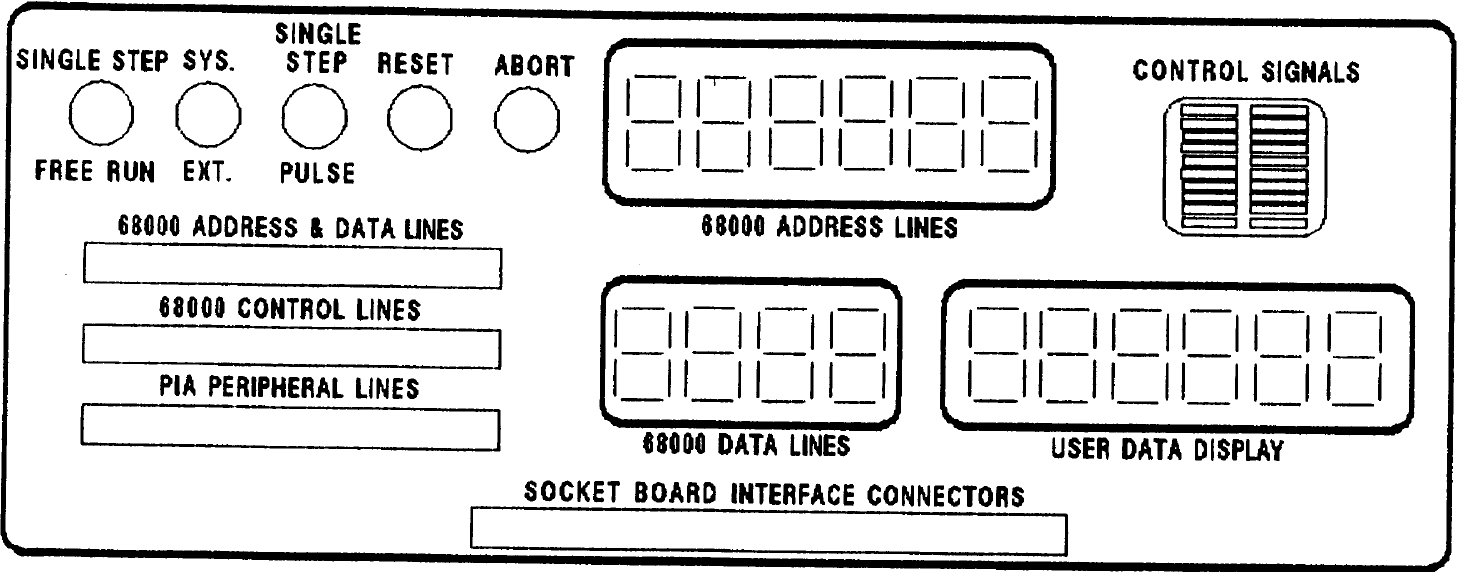 SINGLE STEP
FREE RUN
SYS.
EXT.
SINGLE
STEP
PULSE
RESET
ABORT
68000 ADDRESS LINES
CONTROL SIGNALS
68000 ADDRESS & DATA LINES
68000 CONTROL LINES
PIA PERIPHERAL LINES
68000 DATA LINES
USER DATA DISPLAY
SOCKET BOARD INTERFACE CONNECTORS